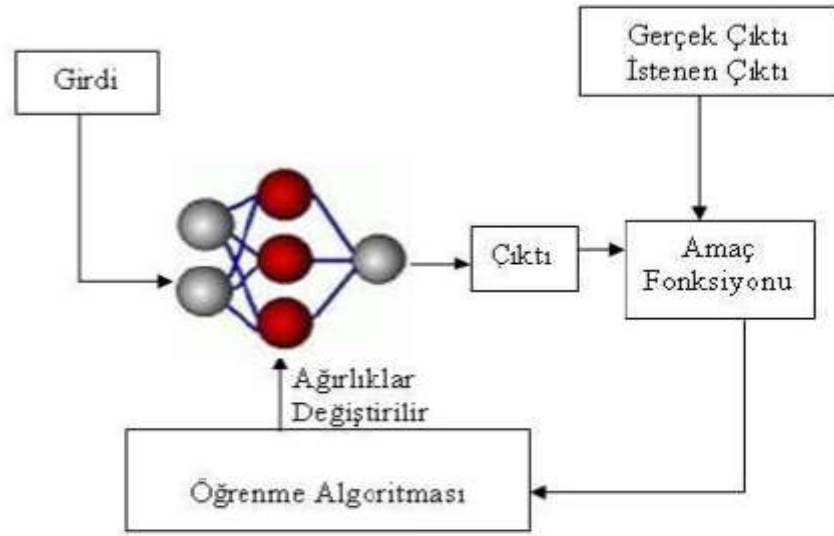 Gerçek Çıktı
İstenen Çıktı
Girdi
Çıktı
Amaç
Fonksiyonu
Ağırlıklar
Değiştirilir
Öğrenme Algoritması